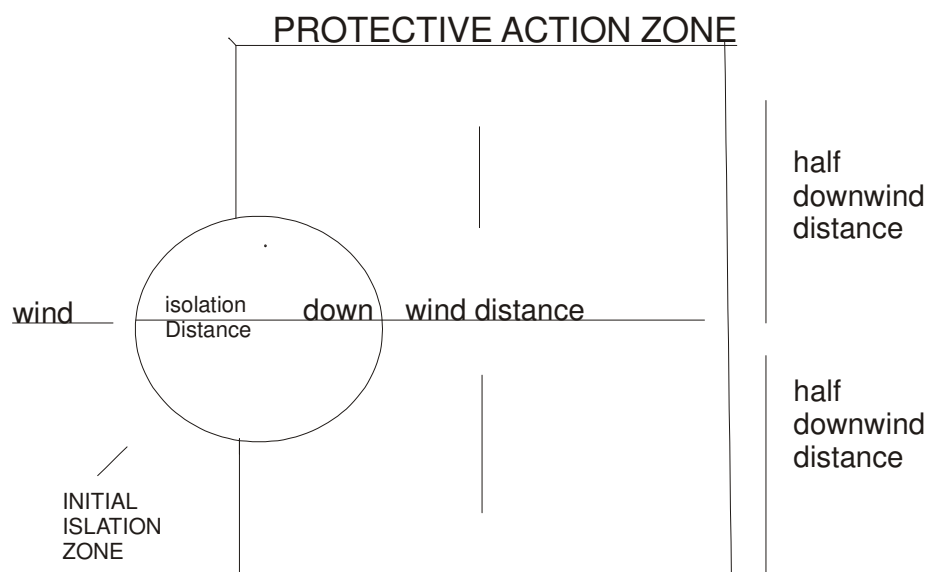 PROTECTIVE ACTION ZONE
half
downwind
distance
wind
isolation
Distance
down wind distance
half
downwind
distance
INITIAL
ISLATION
ZONE